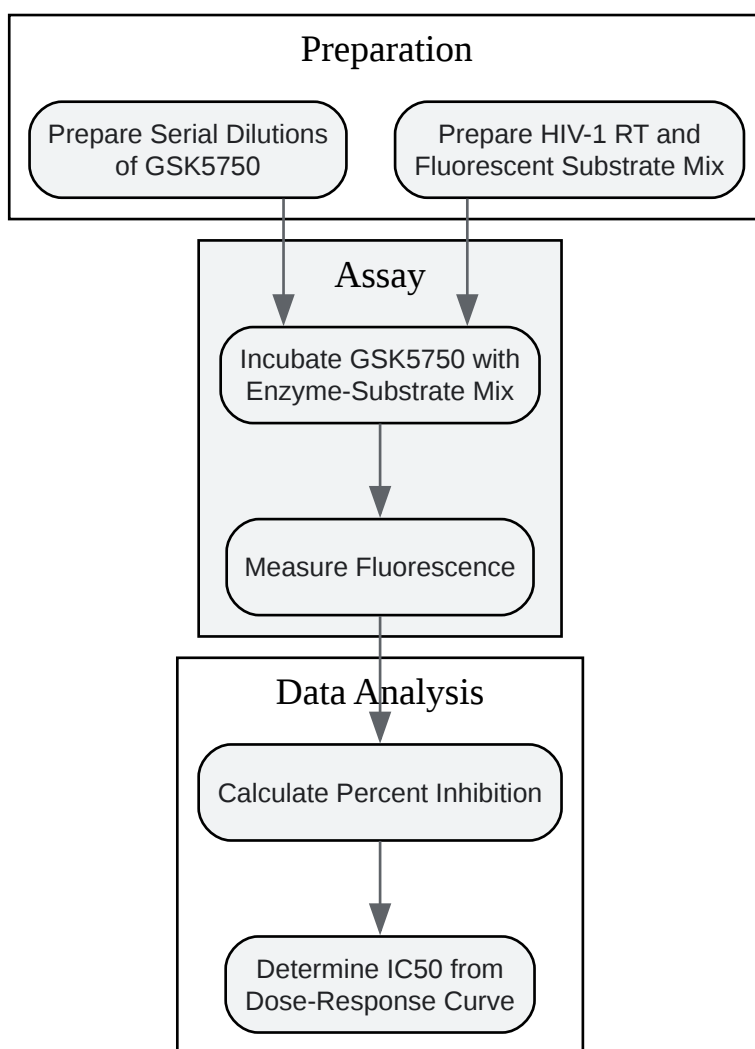 Preparation
Prepare Serial Dilutions
of GSK5750
Prepare HIV-1 RT and
Fluorescent Substrate Mix
Assay
Incubate GSK5750 with
Enzyme-Substrate Mix
Measure Fluorescence
Data Analysis
Calculate Percent Inhibition
Determine IC50 from
Dose-Response Curve